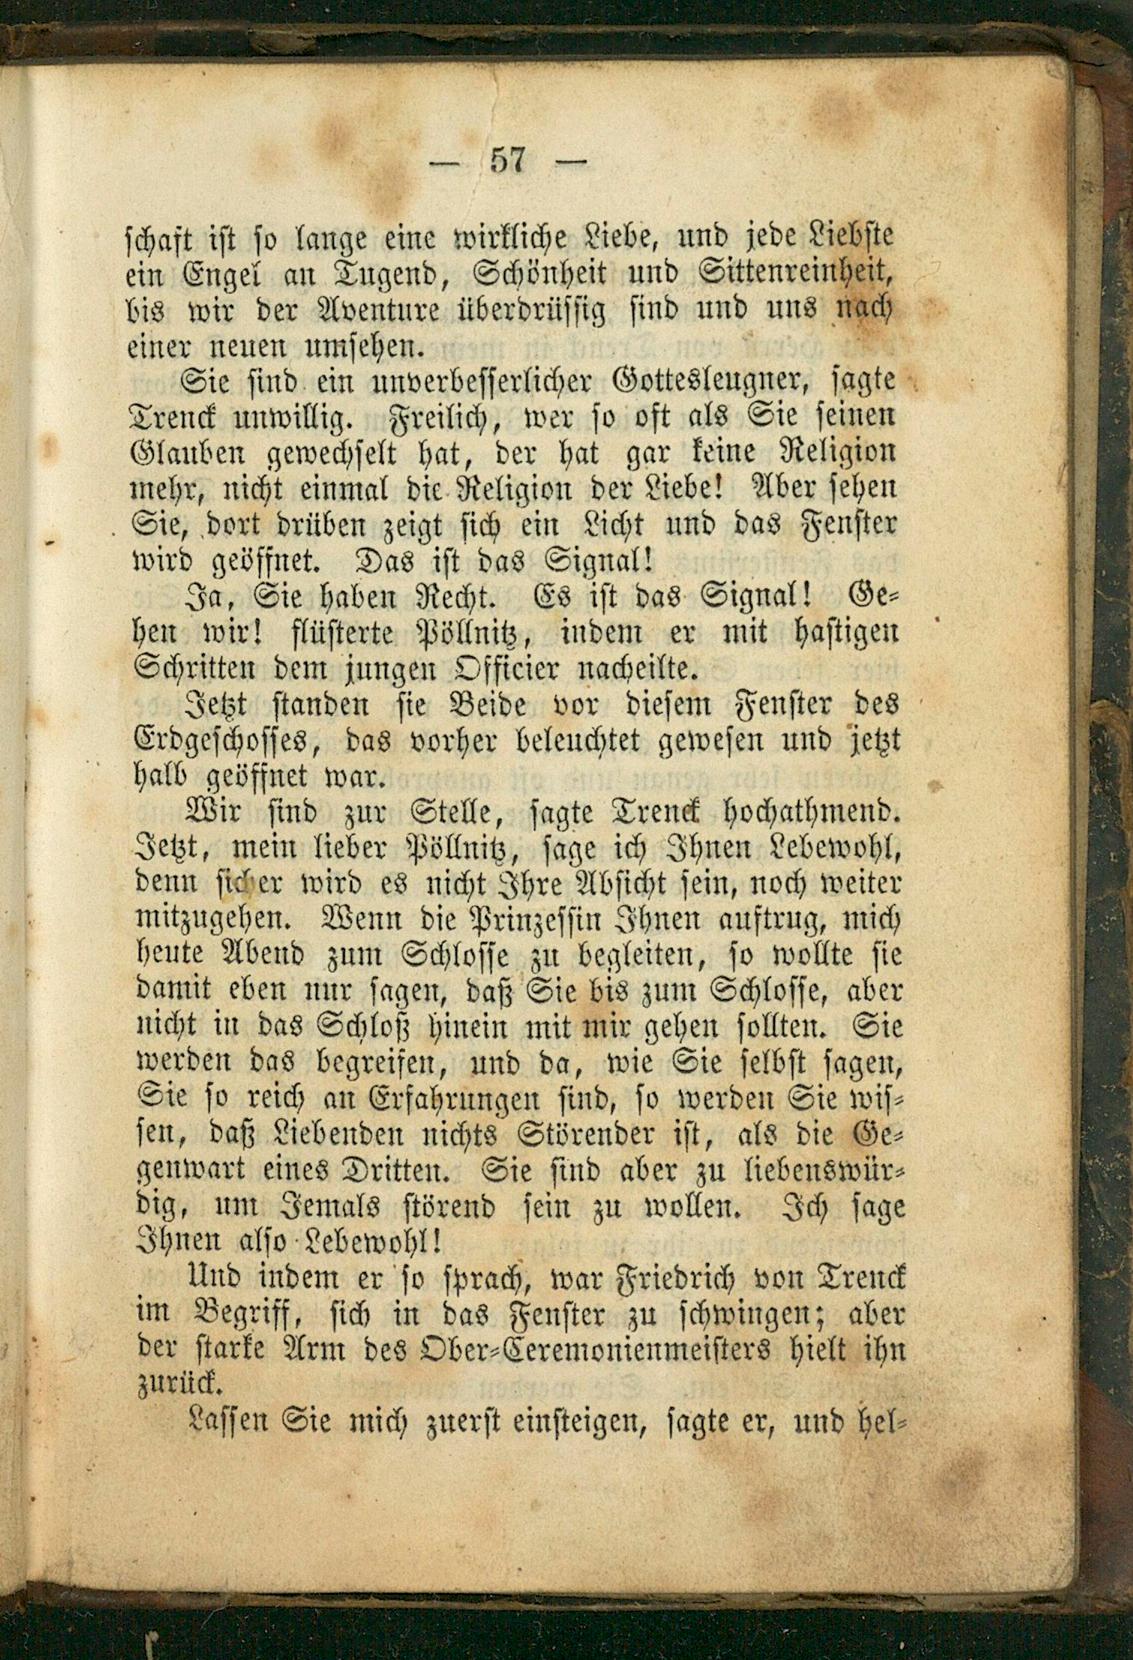 — 57 —
schaft ist so lange eine wirkliche Liebe, und jede Liebste
ein Engel an Tugend, Schönheit und Sittenreinheit,
bis wir der Aventure überdrüssig sind und uns nach
einer neuen umsehen.
Sie sind ein unverbesserlicher Gottesleugner, sagte
Trenck unwillig. Freilich, wer so oft als Sie seinen
Glauben gewechselt hat, der hat gar keine Religion
mehr, nicht einmal die Religion der Liebe! Aber sehen
Sie, dort drüben zeigt sich ein Licht und das Fenster
wird geöffnet. Das ist das Signal!
Ja, Sie haben Recht. Es ist das Signal! Ge-
hen wir! flüsterte Pöllnitz, indem er mit hastigen
Schritten dem jungen Officier nacheilte.
Jetzt standen sie Beide vor diesem Fenster des
Erdgeschosses, das vorher beleuchtet gewesen und jetzt
halb geöffnet war.
Wir sind zur Stelle, sagte Trenck hochathmend.
Jetzt, mein lieber Pöllnitz, sage ich Ihnen Lebewohl,
denn sicher wird es nicht Ihre Absicht sein, noch weiter
mitzugehen. Wenn die Prinzessin Ihnen auftrug, mich
heute Abend zum Schlosse zu begleiten, so wollte sie
damit eben nur sagen, daß Sie bis zum Schlosse, aber
nicht in das Schloß hinein mit mir gehen sollten. Sie
werden das begreifen, und da, wie Sie selbst sagen,
Sie so reich an Erfahrungen sind, so werden Sie wis-
sen, daß Liebenden nichts Störender ist, als die Ge-
genwart eines Dritten. Sie sind aber zu liebenswür-
dig, um Jemals störend sein zu wollen. Ich sage
Ihnen also Lebewohl!
Und indem er so sprach, war Friedrich von Trenck
im Begriff, sich in das Fenster zu schwingen; aber
der starke Arm des Ober-Ceremonienmeisters hielt ihn
zurück.
Lassen Sie mich zuerst einsteigen, sagte er, und hel-